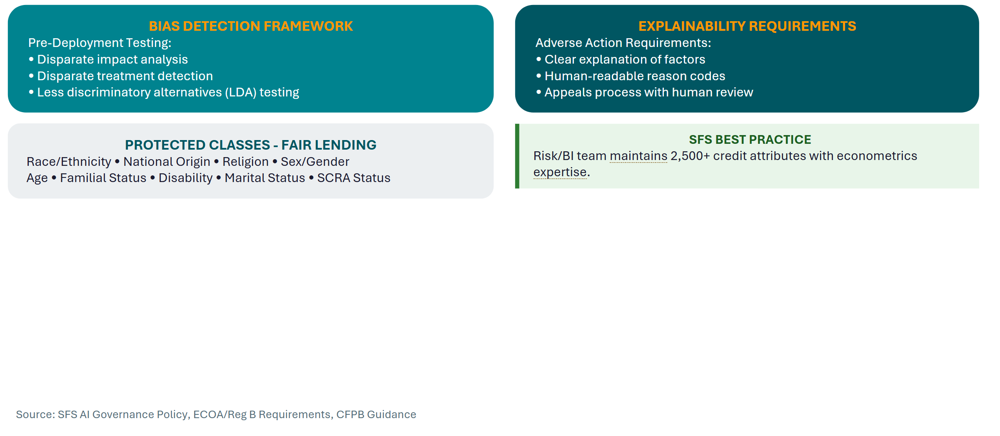 BIAS DETECTION FRAMEWORK
Pre-Deployment Testing:
• Disparate impact analysis
• Disparate treatment detection
• Less discriminatory alternatives (LDA) testing
EXPLAINABILITY REQUIREMENTS
Adverse Action Requirements:
• Clear explanation of factors
• Human-readable reason codes
• Appeals process with human review
PROTECTED CLASSES - FAIR LENDING
Race/Ethnicity • National Origin • Religion • Sex/Gender
Age • Familial Status • Disability • Marital Status • SCRA Status
SFS BEST PRACTICE
Risk/BI team maintains 2,500+ credit attributes with econometrics
expertise.
Source: SFS AI Governance Policy, ECOA/Reg B Requirements, CFPB Guidance